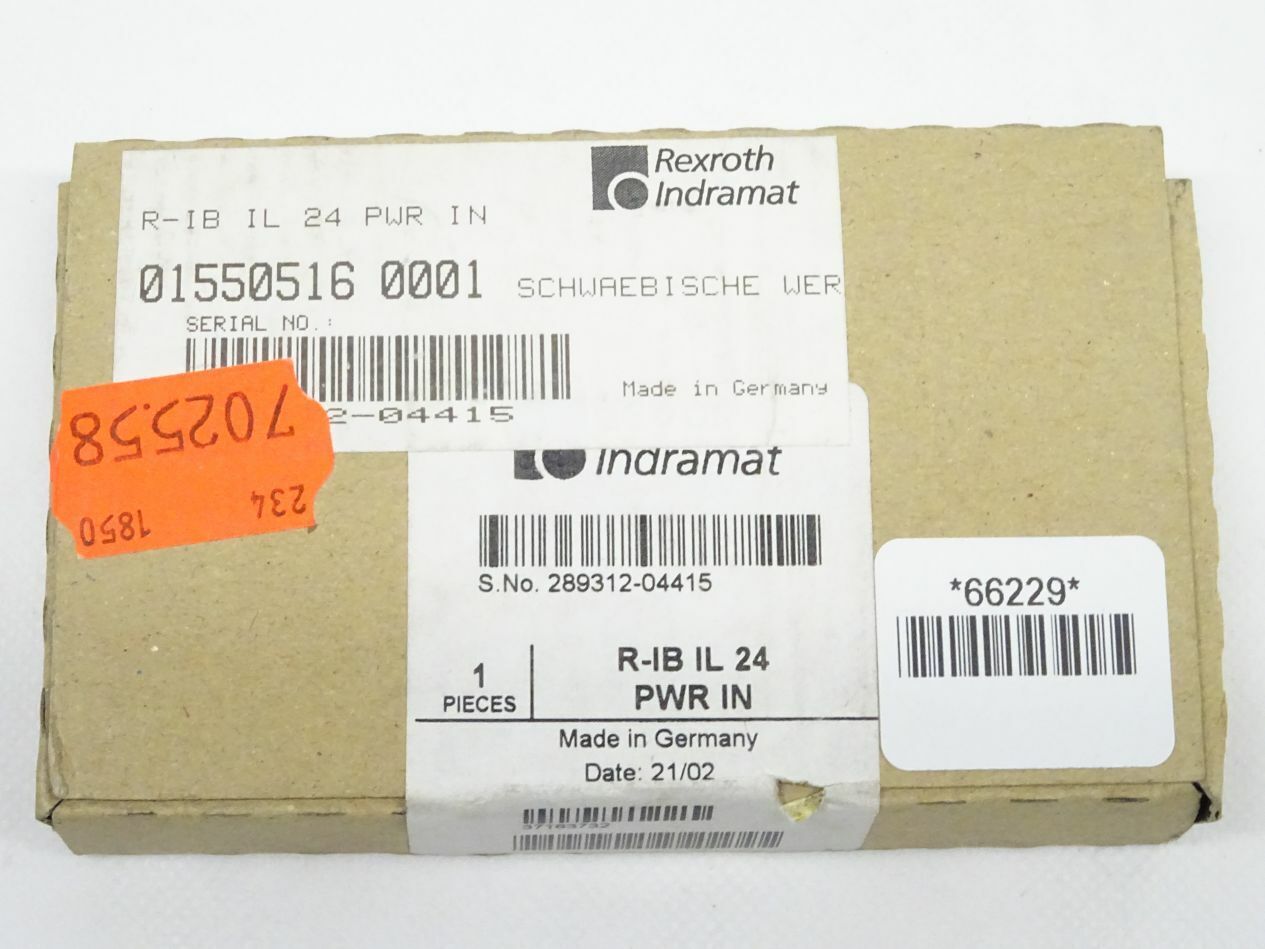 Rexroth
Indramat
R-IB IL 24 PWR IN
01550516 0001 SCHWAEBISCHE WER
SERIAL NO.:
Made in Germany
2-04415
702558
234
1850
Indramat
S.No. 289312-04415
*66229*
1
PIECES
R-IB IL 24
PWR IN
Made in Germany
Date: 21/02
37183732